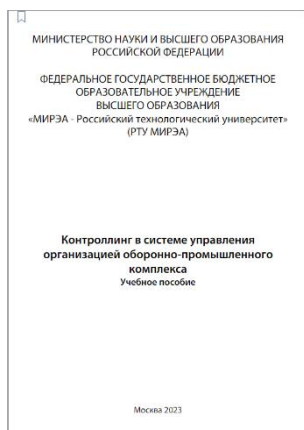 МИНИСТЕРСТВО НАУКИ И ВЫСШЕГО ОБРАЗОВАНИЯ
РОССИЙСКОЙ ФЕДЕРАЦИИ
ФЕДЕРАЛЬНОЕ ГОСУДАРСТВЕННОЕ БЮДЖЕТНОЕ
ОБРАЗОВАТЕЛЬНОЕ УЧРЕЖДЕНИЕ
ВЫСШЕГО ОБРАЗОВАНИЯ
«МИРЭА - Российский технологический университет»
(РТУ МИРЭА)
Контроллинг в системе управления
организацией оборонно-промышленного
комплекса
Учебное пособие
Москва 2023